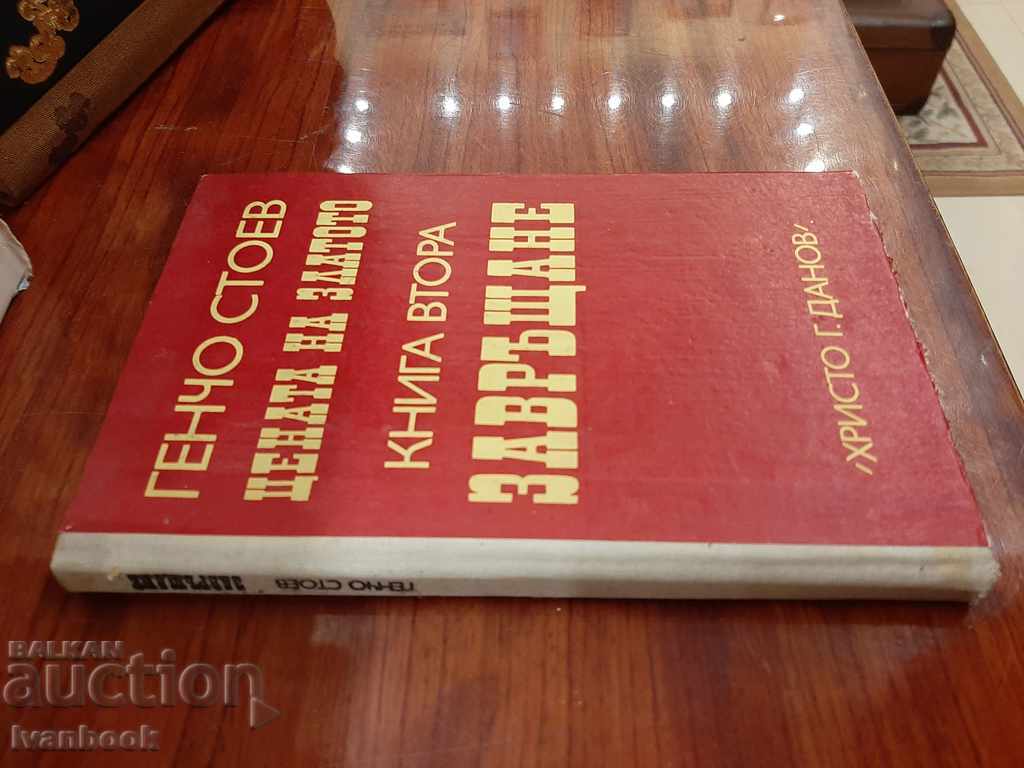 ГЕНЧО СТОЕВ
ЦЕНАТА НА ЗЛАТОТО
КНИГА ВТОРА
ЗАВРЪЩАНЕ
„ХРИСТО Г. ДАНОВ“
ГЕНЧО СТОЕВ ЗАВРЪЩАНЕ
BALKAN
auction
Ivanbook